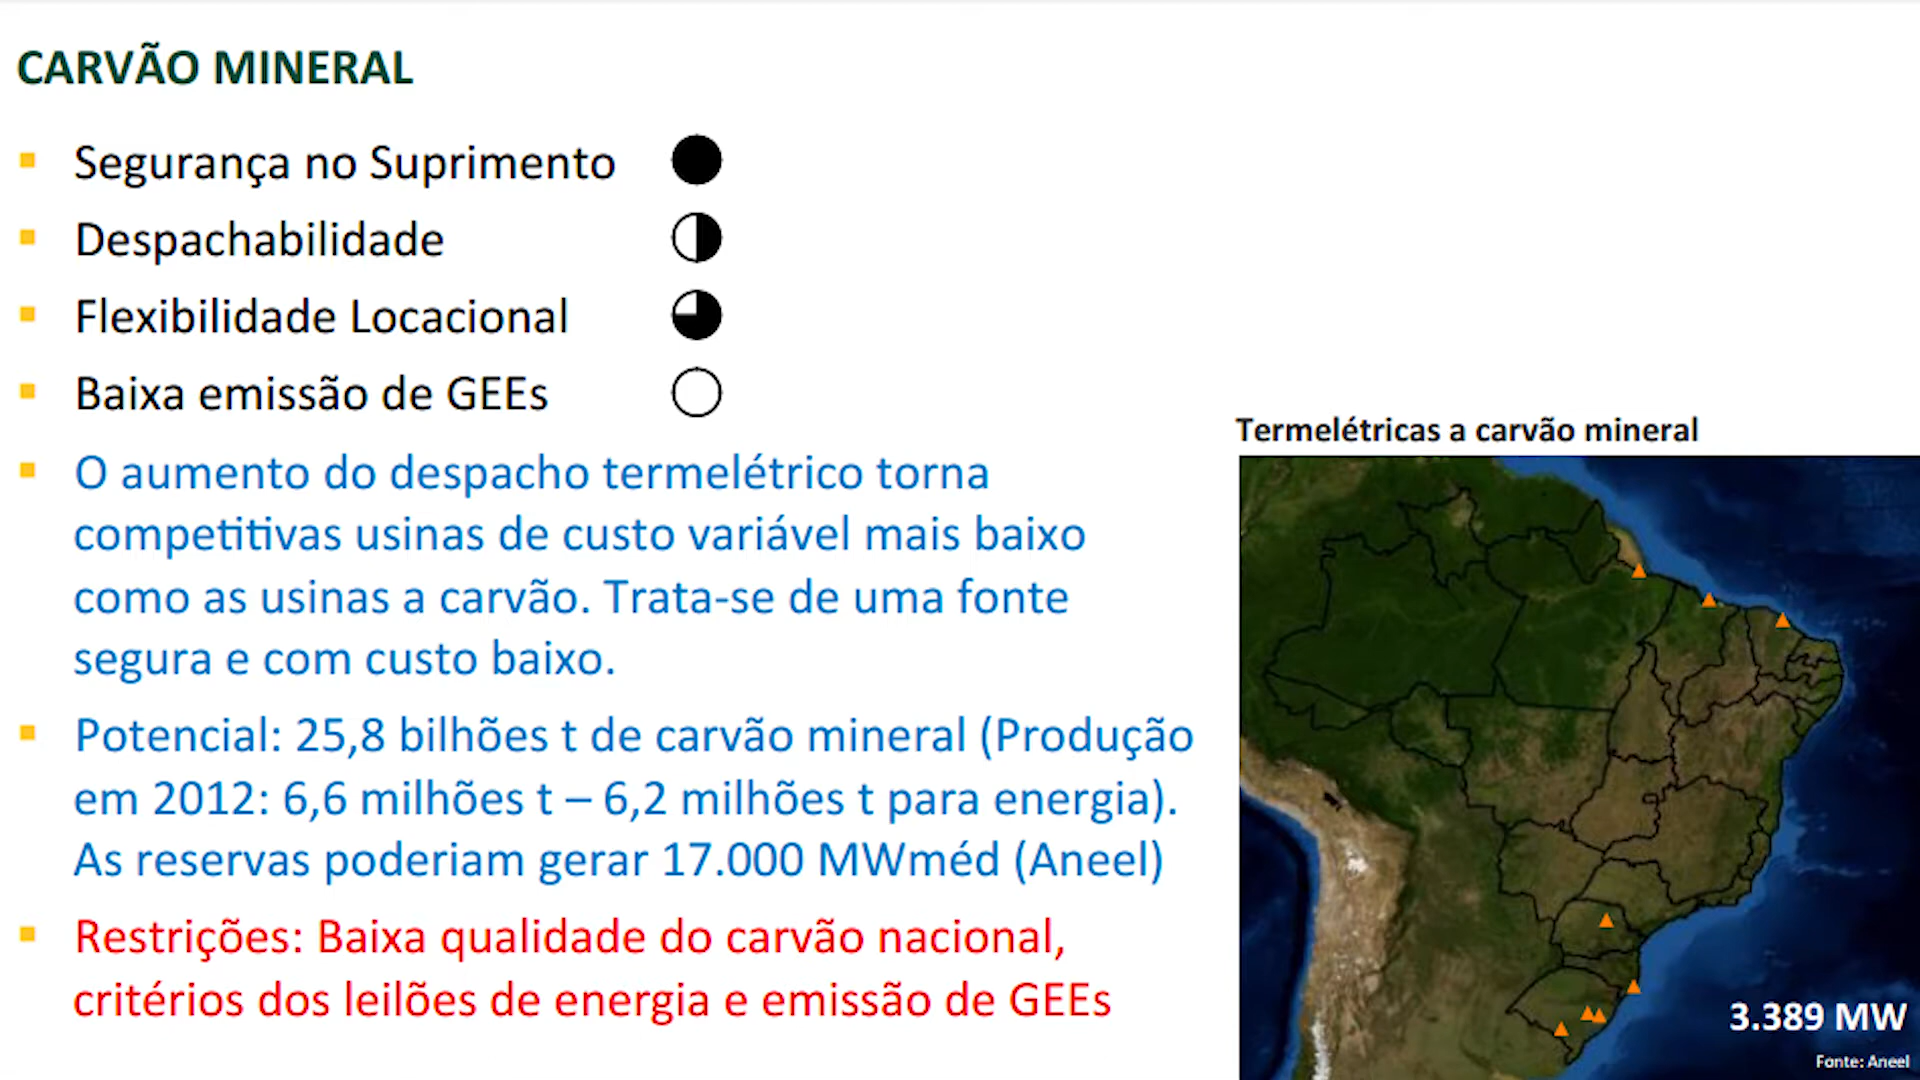 CARVÃO MINERAL
Segurança no Suprimento
Despachabilidade
Flexibilidade Locacional
Baixa emissão de GEEs
O aumento do despacho termelétrico torna
competitivas usinas de custo variável mais baixo
como as usinas a carvão. Trata-se de uma fonte
segura e com custo baixo.
Potencial: 25,8 bilhões t de carvão mineral (Produção
em 2012: 6,6 milhões t – 6,2 milhões t para energia).
As reservas poderiam gerar 17.000 MWméd (Aneel)
Restrições: Baixa qualidade do carvão nacional,
critérios dos leilões de energia e emissão de GEEs
Termelétricas a carvão mineral
3.389 MW
Fonte: Aneel